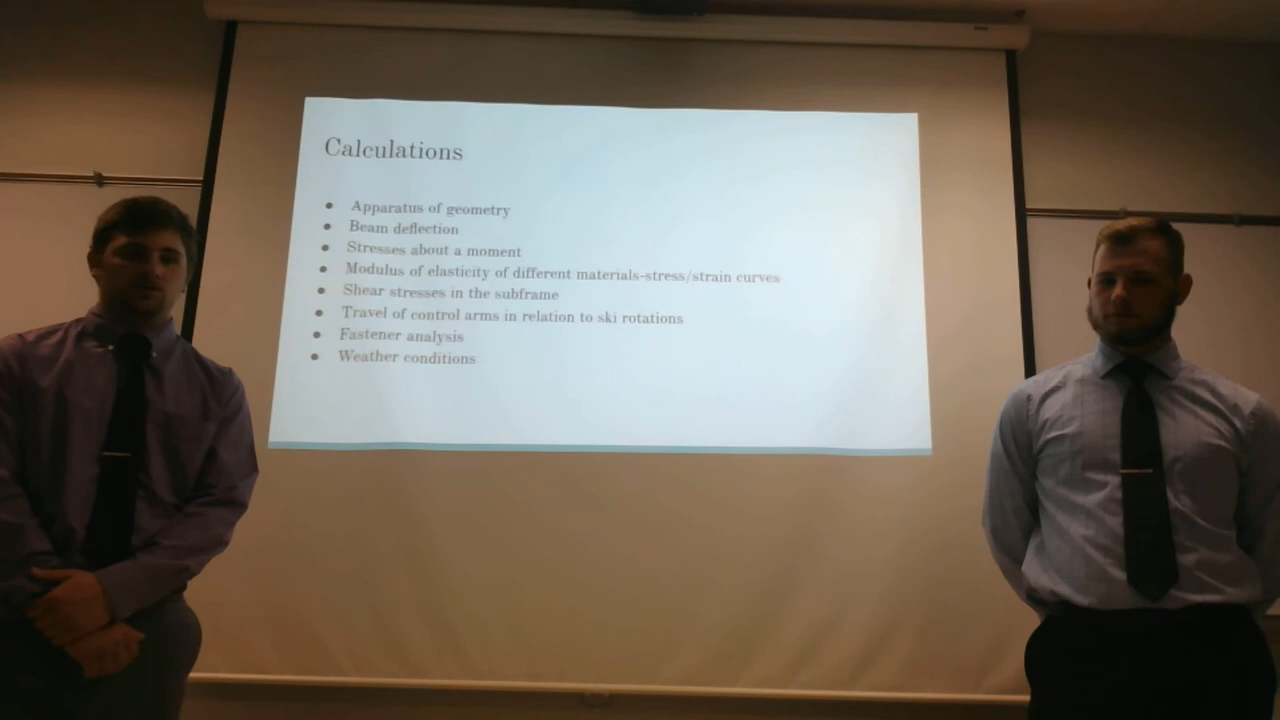 Calculations
● Apparatus of geometry
● Beam deflection
● Stresses about a moment
● Modulus of elasticity of different materials-stress/strain curves
● Shear stresses in the subframe
● Travel of control arms in relation to ski rotations
● Fastener analysis
● Weather conditions